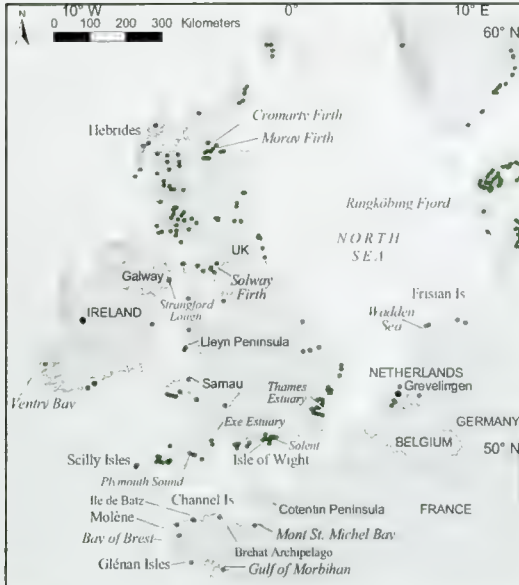 10° W
0°
10° E
N
0 100 200 300 Kilometers
60° N
Cromarty Firth
Hebrides
Moray Firth
Ringkøbing Fjord
NORTH
SEA
UK
Galway
Solway
Firth
Strangford
Lough
Frisian Is
IRELAND
Wadden
Sea
Lleyn Peninsula
NETHERLANDS
Samau
Thames
Estuary
Grevelingen
Ventry Bay
Exe Estuary
GERMANY
Solent
BELGIUM
50° N
Scilly Isles
Isle of Wight
Plymouth Sound
Ile de Batz
Channel Is
Cotentin Peninsula
FRANCE
Molène
Mont St. Michel Bay
Bay of Brest
Brehat Archipelago
Glénan Isles
Gulf of Morbihan